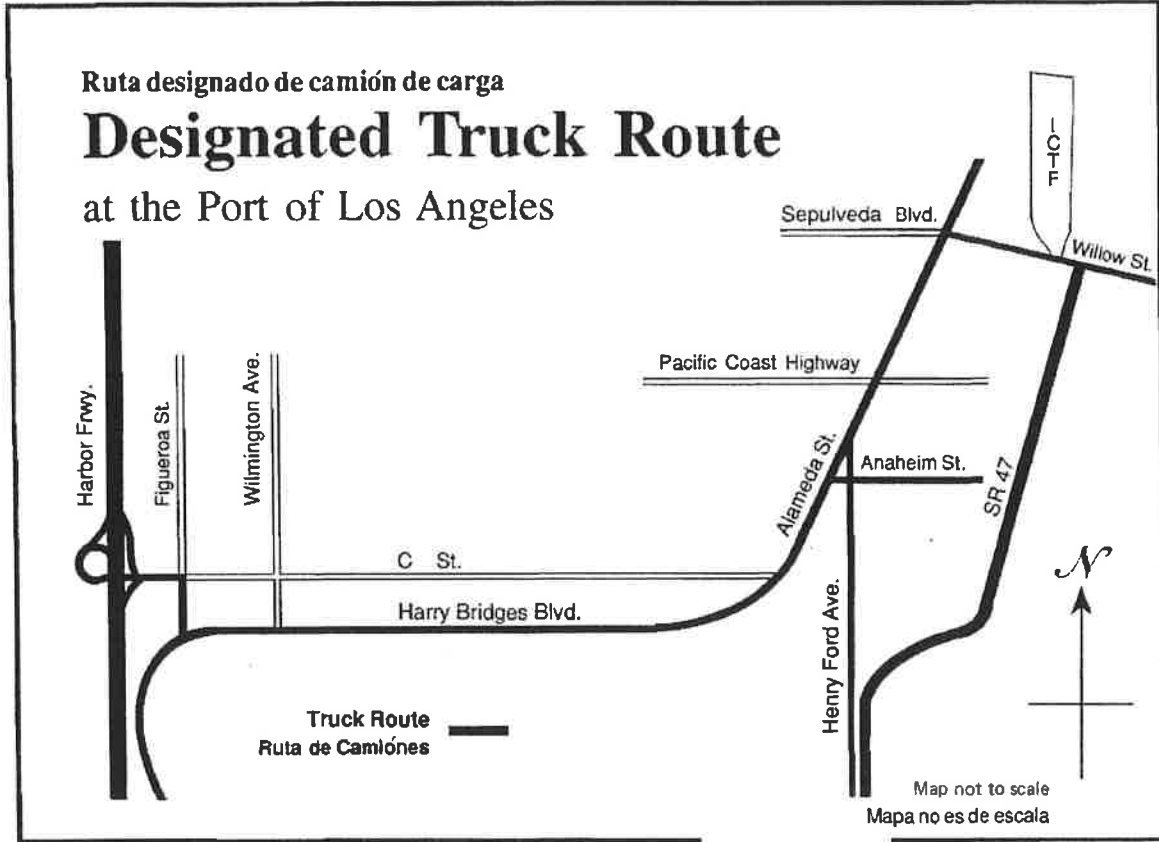 Ruta designado de camión de carga
Designated Truck Route
at the Port of Los Angeles
ICTF
Sepulveda Blvd.
Willow St.
Pacific Coast Highway
Harbor Frwy.
Figueroa St.
Wilmington Ave.
Alameda St.
Anaheim St.
SR 47
C St.
Harry Bridges Blvd.
Henry Ford Ave.
N
Truck Route
Ruta de Camiónes
Map not to scale
Mapa no es de escala